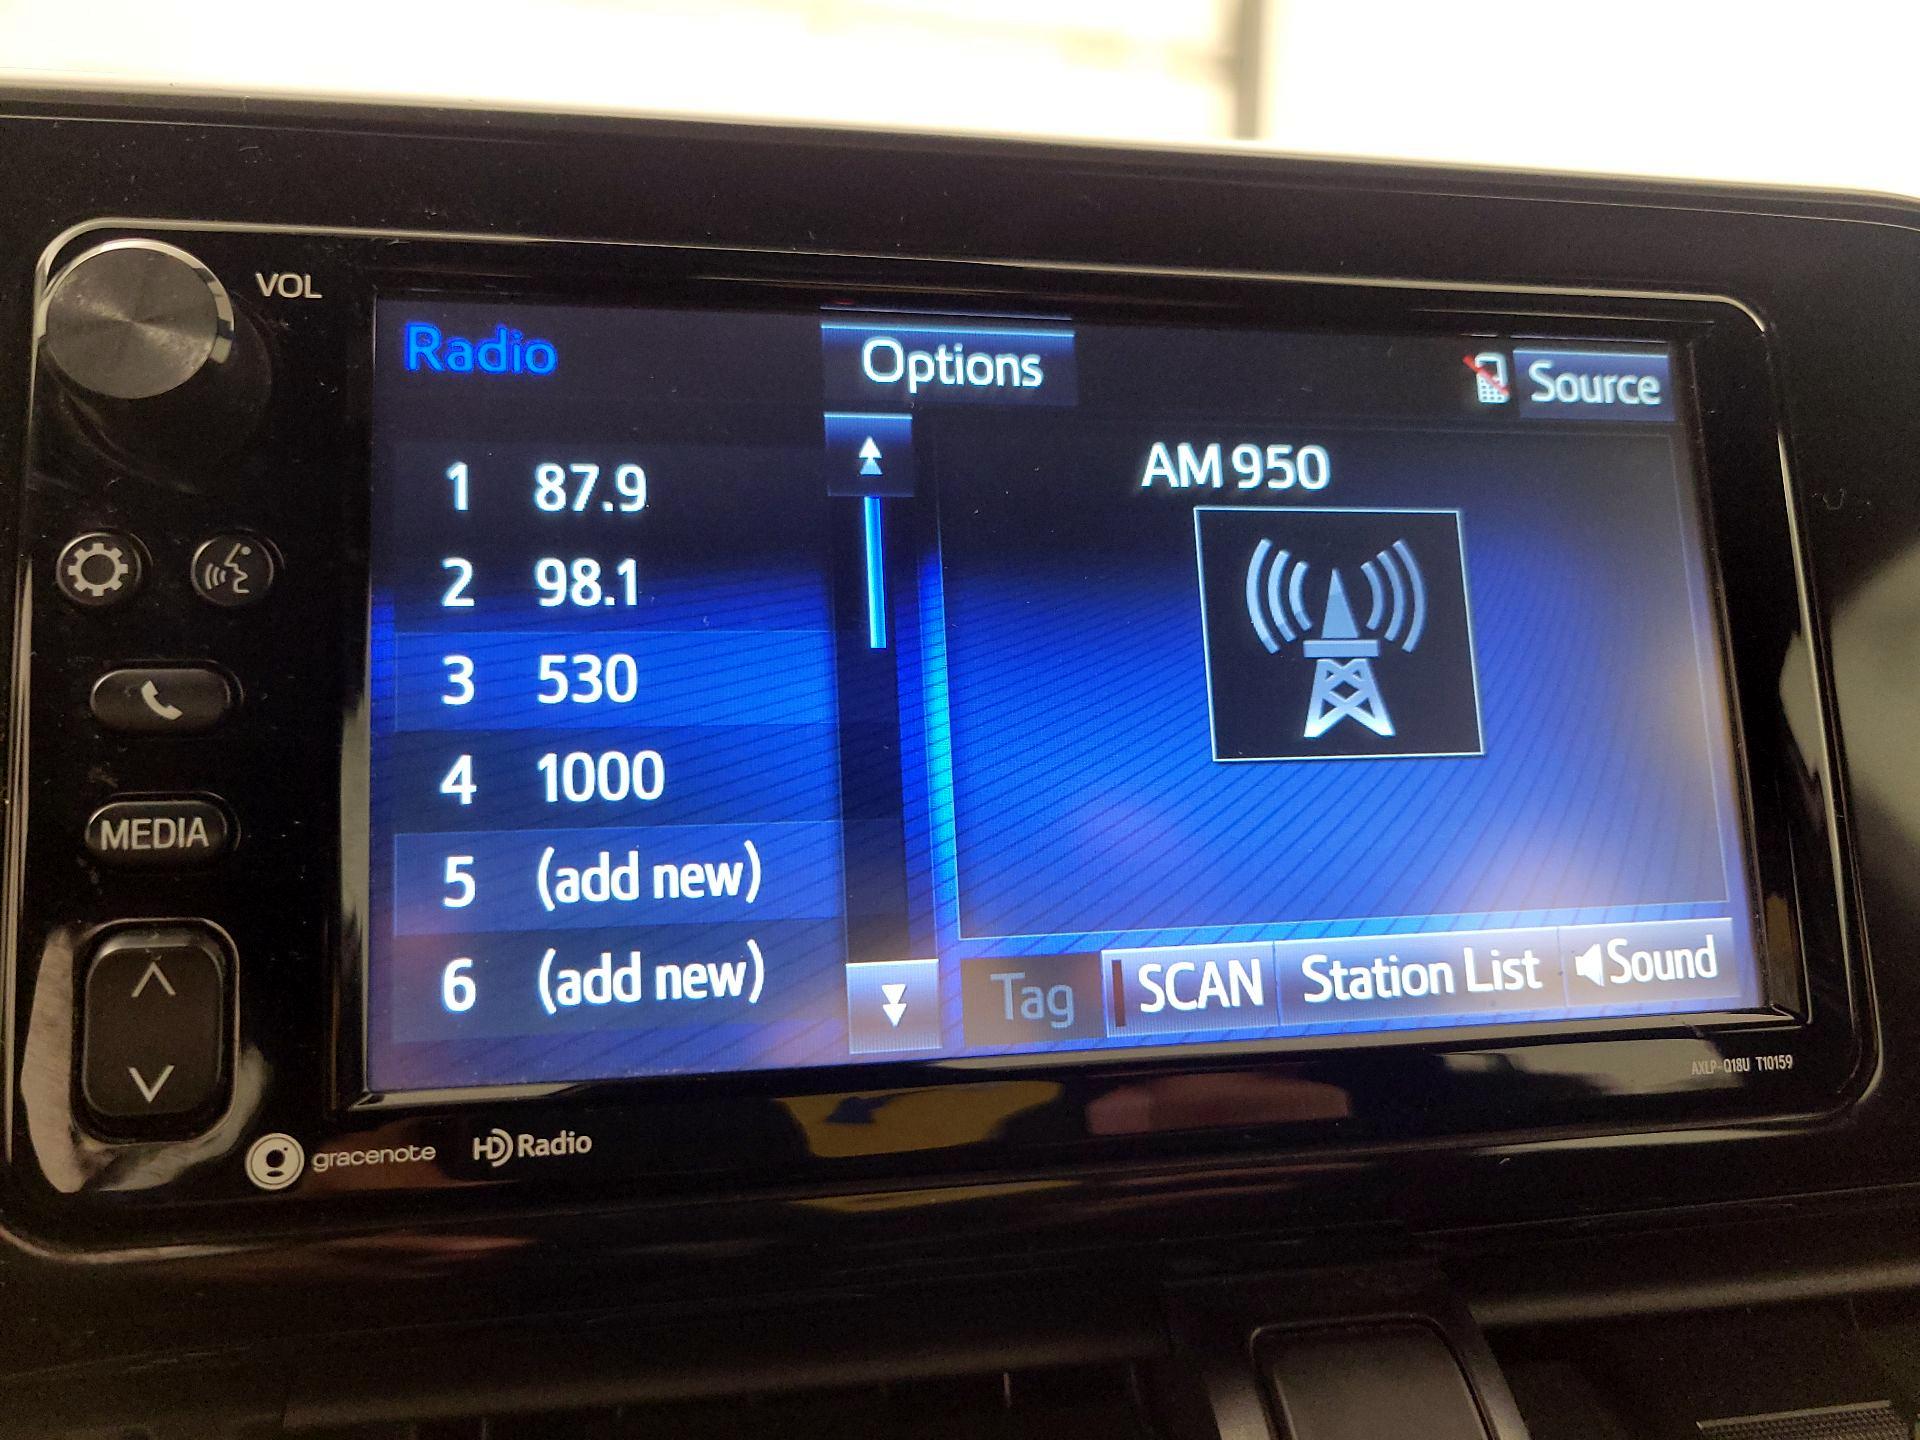 VOL
Radio
Options
Source
1 87.9
AM 950
2 98.1
3 530
4 1000
MEDIA
5 (add new)
6 (add new)
Tag
SCAN
Station List
Sound
AXLP-Q18U T10159
gracenote
HD Radio